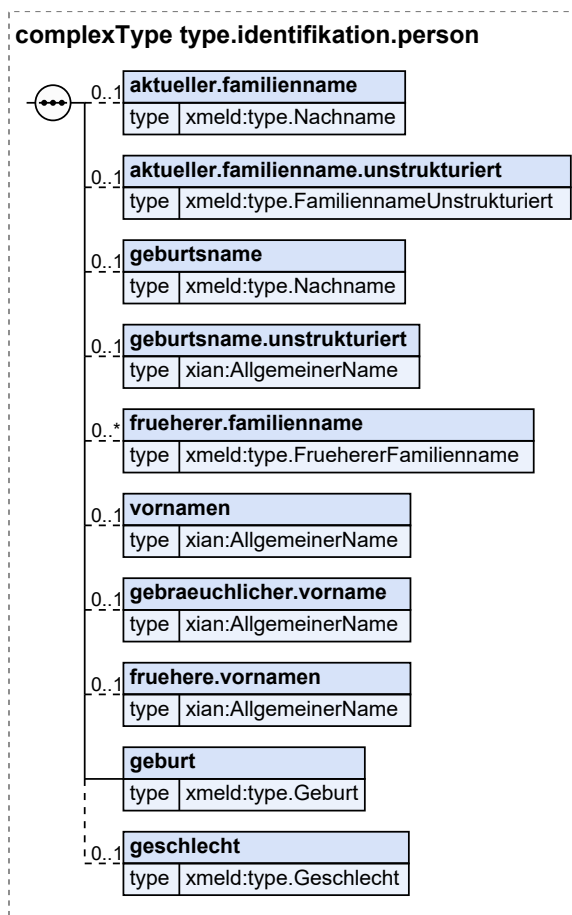 complexType type.identifikation.person
0..1 aktueller.familienname
type xmeld:type.Nachname
0..1 aktueller.familienname.unstrukturiert
type xmeld:type.FamiliennameUnstrukturiert
0..1 geburtsname
type xmeld:type.Nachname
0..1 geburtsname.unstrukturiert
type xian:AllgemeinerName
0..* frueherer.familienname
type xmeld:type.FruehererFamilienname
0..1 vornamen
type xian:AllgemeinerName
0..1 gebraeuchlicher.vorname
type xian:AllgemeinerName
0..1 fruehere.vornamen
type xian:AllgemeinerName
geburt
type xmeld:type.Geburt
0..1 geschlecht
type xmeld:type.Geschlecht